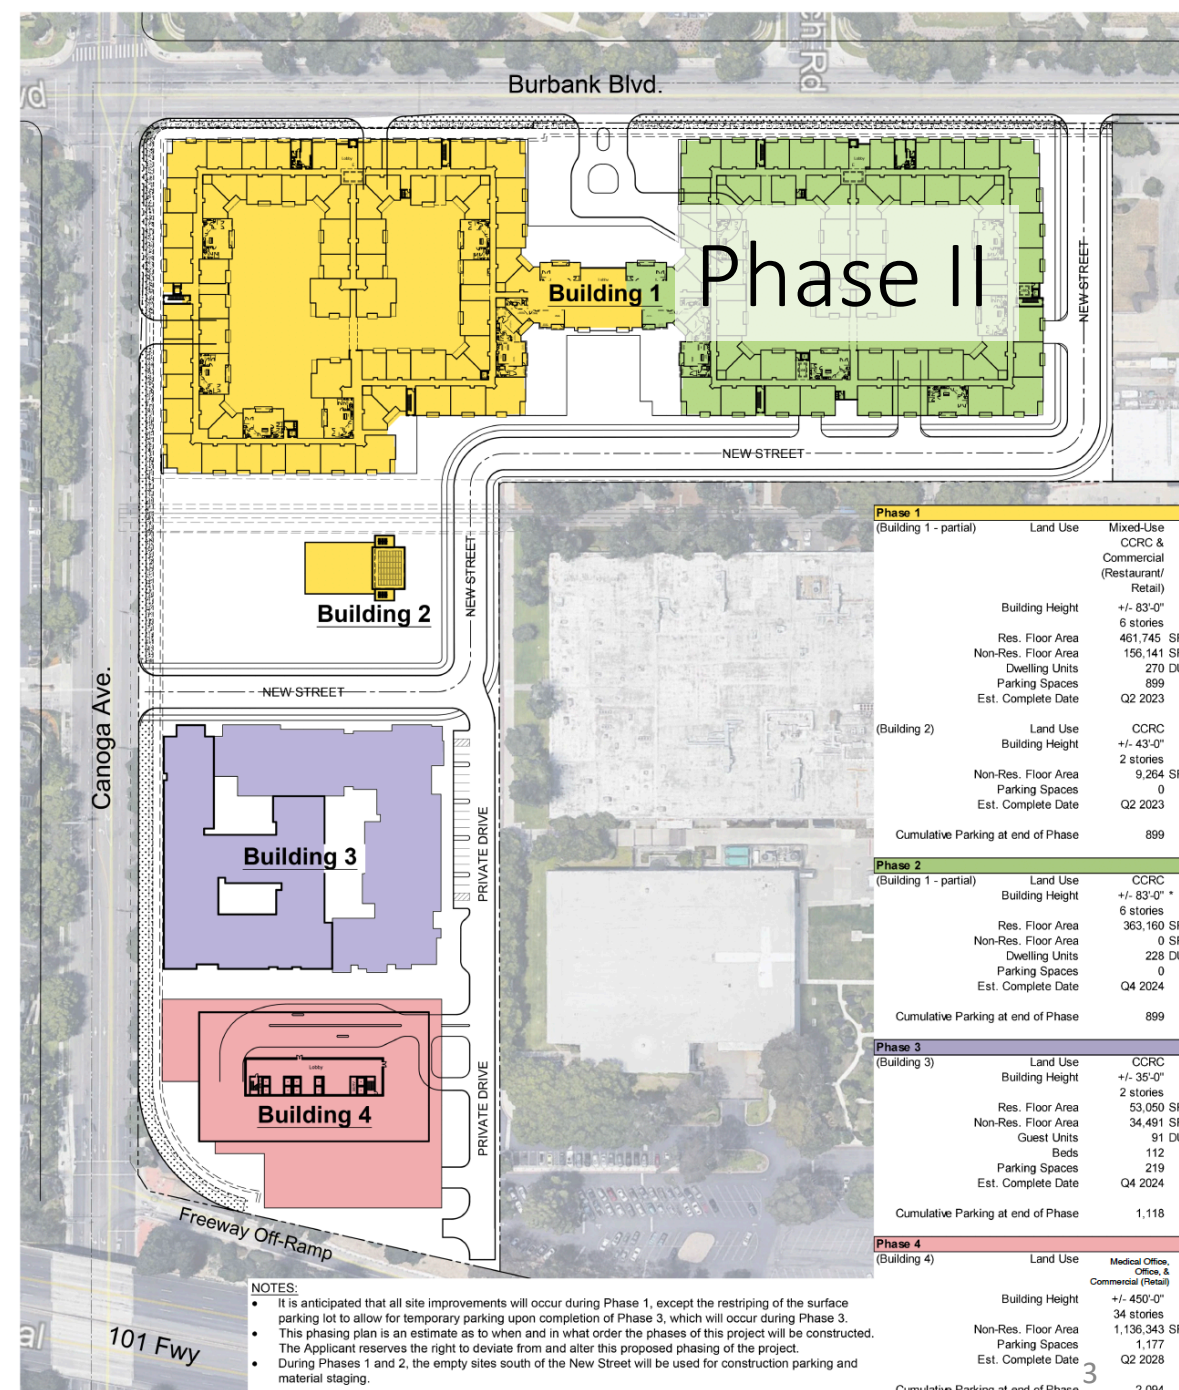 ch Rd
Burbank Blvd.
vd
Lobby
Lobby
Phase II
Building 1
NEW STREET
NEW STREET
Phase 1
(Building 1 - partial) Land Use Mixed-Use
CCRC &
Commercial
(Restaurant/
Retail)
Building Height +/- 83'-0"
6 stories
Res. Floor Area 461,745 SF
Non-Res. Floor Area 156,141 SF
Dwelling Units 270 DU
Parking Spaces 899
Est. Complete Date Q2 2023
(Building 2) Land Use CCRC
Building Height +/- 43'-0"
2 stories
Non-Res. Floor Area 9,264 SF
Parking Spaces 0
Est. Complete Date Q2 2023
Cumulative Parking at end of Phase 899
NEW STREET
Building 2
NEW STREET
Canoga Ave.
Building 3
PRIVATE DRIVE
Phase 2
(Building 1 - partial) Land Use CCRC
Building Height +/- 83'-0" *
6 stories
Res. Floor Area 363,160 SF
Non-Res. Floor Area 0 SF
Dwelling Units 228 DU
Parking Spaces 0
Est. Complete Date Q4 2024
Cumulative Parking at end of Phase 899
Phase 3
(Building 3) Land Use CCRC
Building Height +/- 35'-0"
2 stories
Res. Floor Area 53,050 SF
Non-Res. Floor Area 34,491 SF
Guest Units 91 DU
Beds 112
Parking Spaces 219
Est. Complete Date Q4 2024
Cumulative Parking at end of Phase 1,118
Lobby
Building 4
PRIVATE DRIVE
Freeway Off-Ramp
Phase 4
(Building 4) Land Use Medical Office,
Office, &
Commercial (Retail)
Building Height +/- 450'-0"
34 stories
Non-Res. Floor Area 1,136,343 SF
Parking Spaces 1,177
Est. Complete Date Q2 2028
Cumulative Parking at end of Phase 2,094
3
al
101 Fwy
NOTES:
• It is anticipated that all site improvements will occur during Phase 1, except the restriping of the surface
parking lot to allow for temporary parking upon completion of Phase 3, which will occur during Phase 3.
• This phasing plan is an estimate as to when and in what order the phases of this project will be constructed.
The Applicant reserves the right to deviate from and alter this proposed phasing of the project.
• During Phases 1 and 2, the empty sites south of the New Street will be used for construction parking and
material staging.